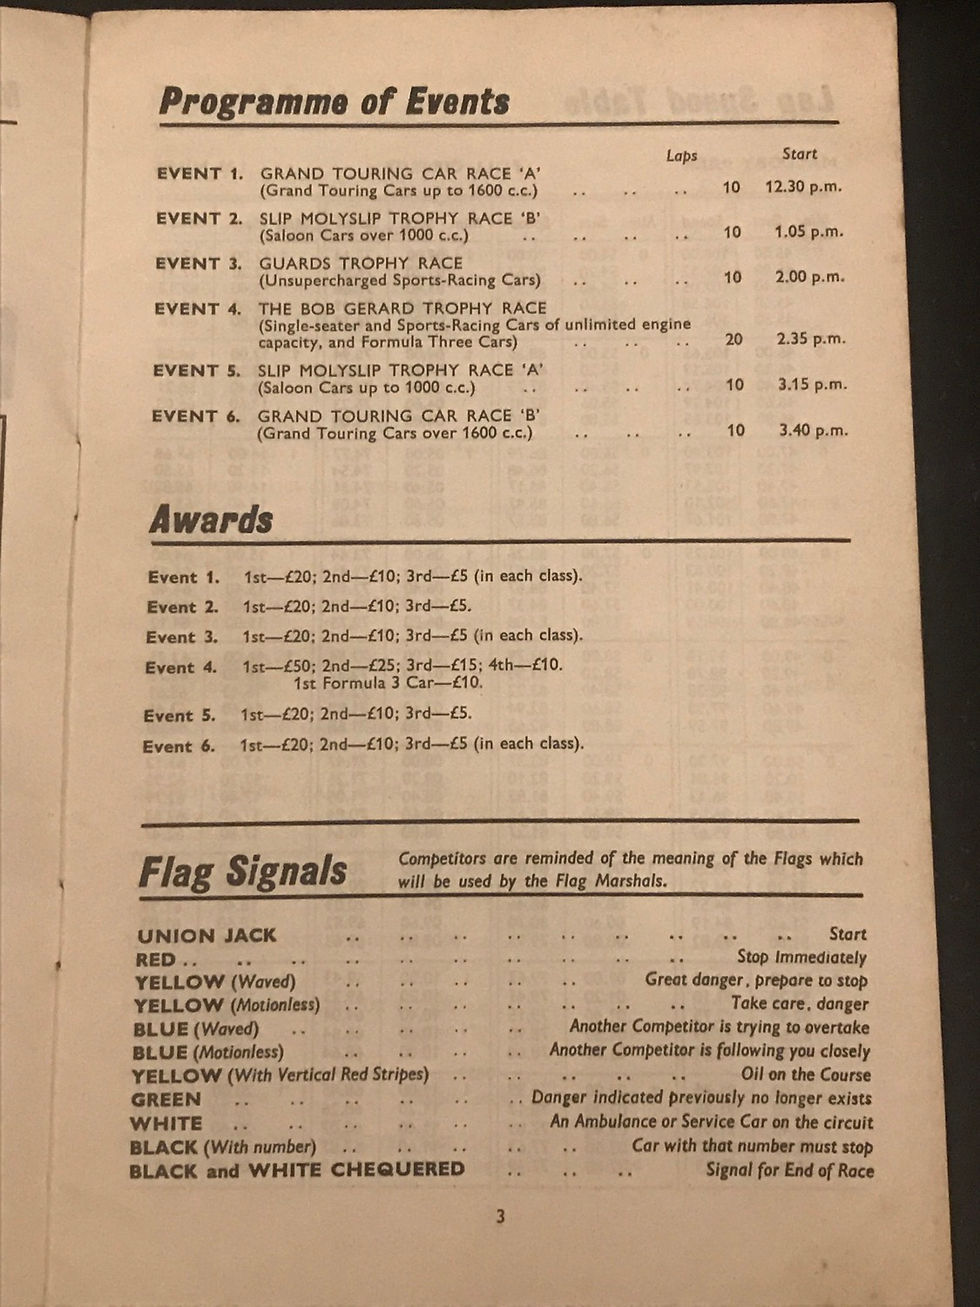 Programme of Events
Laps Start
EVENT 1. GRAND TOURING CAR RACE ‘A’
(Grand Touring Cars up to 1600 c.c.) .. .. .. 10 12.30 p.m.
EVENT 2. SLIP MOLYSLIP TROPHY RACE ‘B’
(Saloon Cars over 1000 c.c.) .. .. .. .. 10 1.05 p.m.
EVENT 3. GUARDS TROPHY RACE
(Unsupercharged Sports-Racing Cars) .. .. .. 10 2.00 p.m.
EVENT 4. THE BOB GERARD TROPHY RACE
(Single-seater and Sports-Racing Cars of unlimited engine
capacity, and Formula Three Cars) .. .. .. 20 2.35 p.m.
EVENT 5. SLIP MOLYSLIP TROPHY RACE ‘A’
(Saloon Cars up to 1000 c.c.) .. .. .. .. 10 3.15 p.m.
EVENT 6. GRAND TOURING CAR RACE ‘B’
(Grand Touring Cars over 1600 c.c.) .. .. .. 10 3.40 p.m.
Awards
Event 1. 1st—£20; 2nd—£10; 3rd—£5 (in each class).
Event 2. 1st—£20; 2nd—£10; 3rd—£5.
Event 3. 1st—£20; 2nd—£10; 3rd—£5 (in each class).
Event 4. 1st—£50; 2nd—£25; 3rd—£15; 4th—£10.
1st Formula 3 Car—£10.
Event 5. 1st—£20; 2nd—£10; 3rd—£5.
Event 6. 1st—£20; 2nd—£10; 3rd—£5 (in each class).
Flag Signals
Competitors are reminded of the meaning of the Flags which
will be used by the Flag Marshals.
UNION JACK .. .. .. .. .. .. .. .. .. Start
RED .. .. .. .. .. .. .. .. .. .. Stop Immediately
YELLOW (Waved) .. .. .. .. .. Great danger, prepare to stop
YELLOW (Motionless) .. .. .. .. .. .. .. Take care, danger
BLUE (Waved) .. .. .. .. .. Another Competitor is trying to overtake
BLUE (Motionless) .. .. .. .. Another Competitor is following you closely
YELLOW (With Vertical Red Stripes) .. .. .. .. .. Oil on the Course
GREEN .. .. .. .. .. .. Danger indicated previously no longer exists
WHITE .. .. .. .. .. .. An Ambulance or Service Car on the circuit
BLACK (With number) .. .. .. .. .. Car with that number must stop
BLACK and WHITE CHEQUERED .. .. .. Signal for End of Race
3